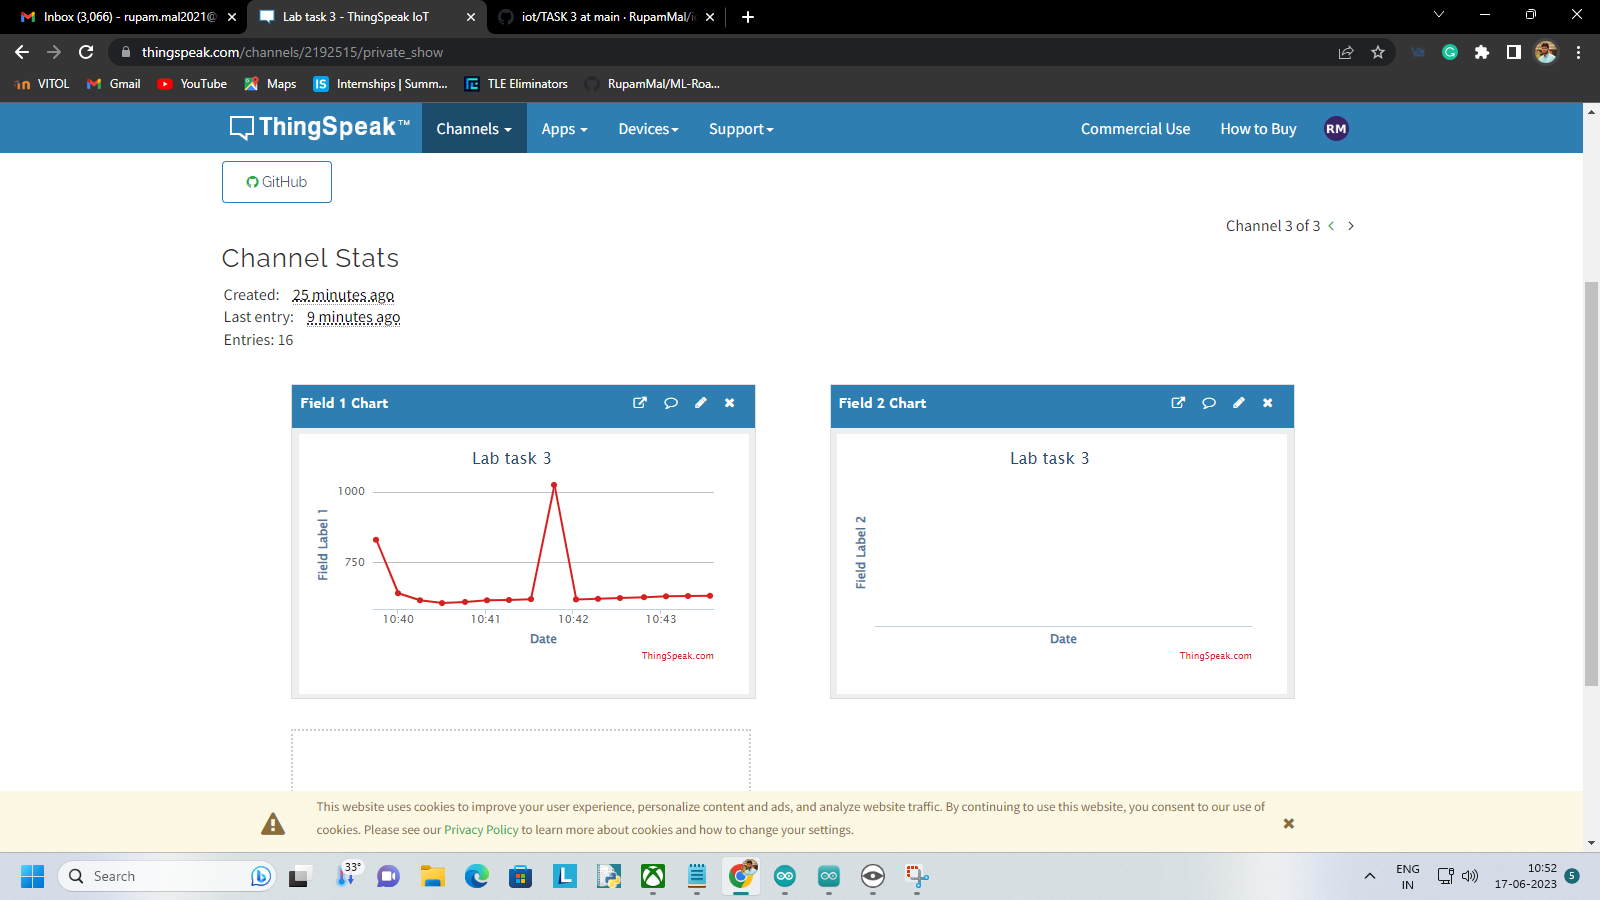 Inbox (3,066) - rupam.mal2021@
Lab task 3 - ThingSpeak IoT
iot/TASK 3 at main · RupamMal/io
thingspeak.com/channels/2192515/private_show
VITOL
Gmail
YouTube
Maps
IS
Internships | Summ...
TLE Eliminators
RupamMal/ML-Roa...
ThingSpeak™
Channels
Apps
Devices
Support
Commercial Use
How to Buy
RM
GitHub
Channel 3 of 3 < >
Channel Stats
Created: 25 minutes ago
Last entry: 9 minutes ago
Entries: 16
Field 1 Chart
Lab task 3
1000
750
Field Label 1
10:40
10:41
10:42
10:43
Date
ThingSpeak.com
Field 2 Chart
Lab task 3
Field Label 2
Date
ThingSpeak.com
This website uses cookies to improve your user experience, personalize content and ads, and analyze website traffic. By continuing to use this website, you consent to our use of
cookies. Please see our Privacy Policy to learn more about cookies and how to change your settings.
Search
33°
L
ENG
IN
10:52
17-06-2023
5